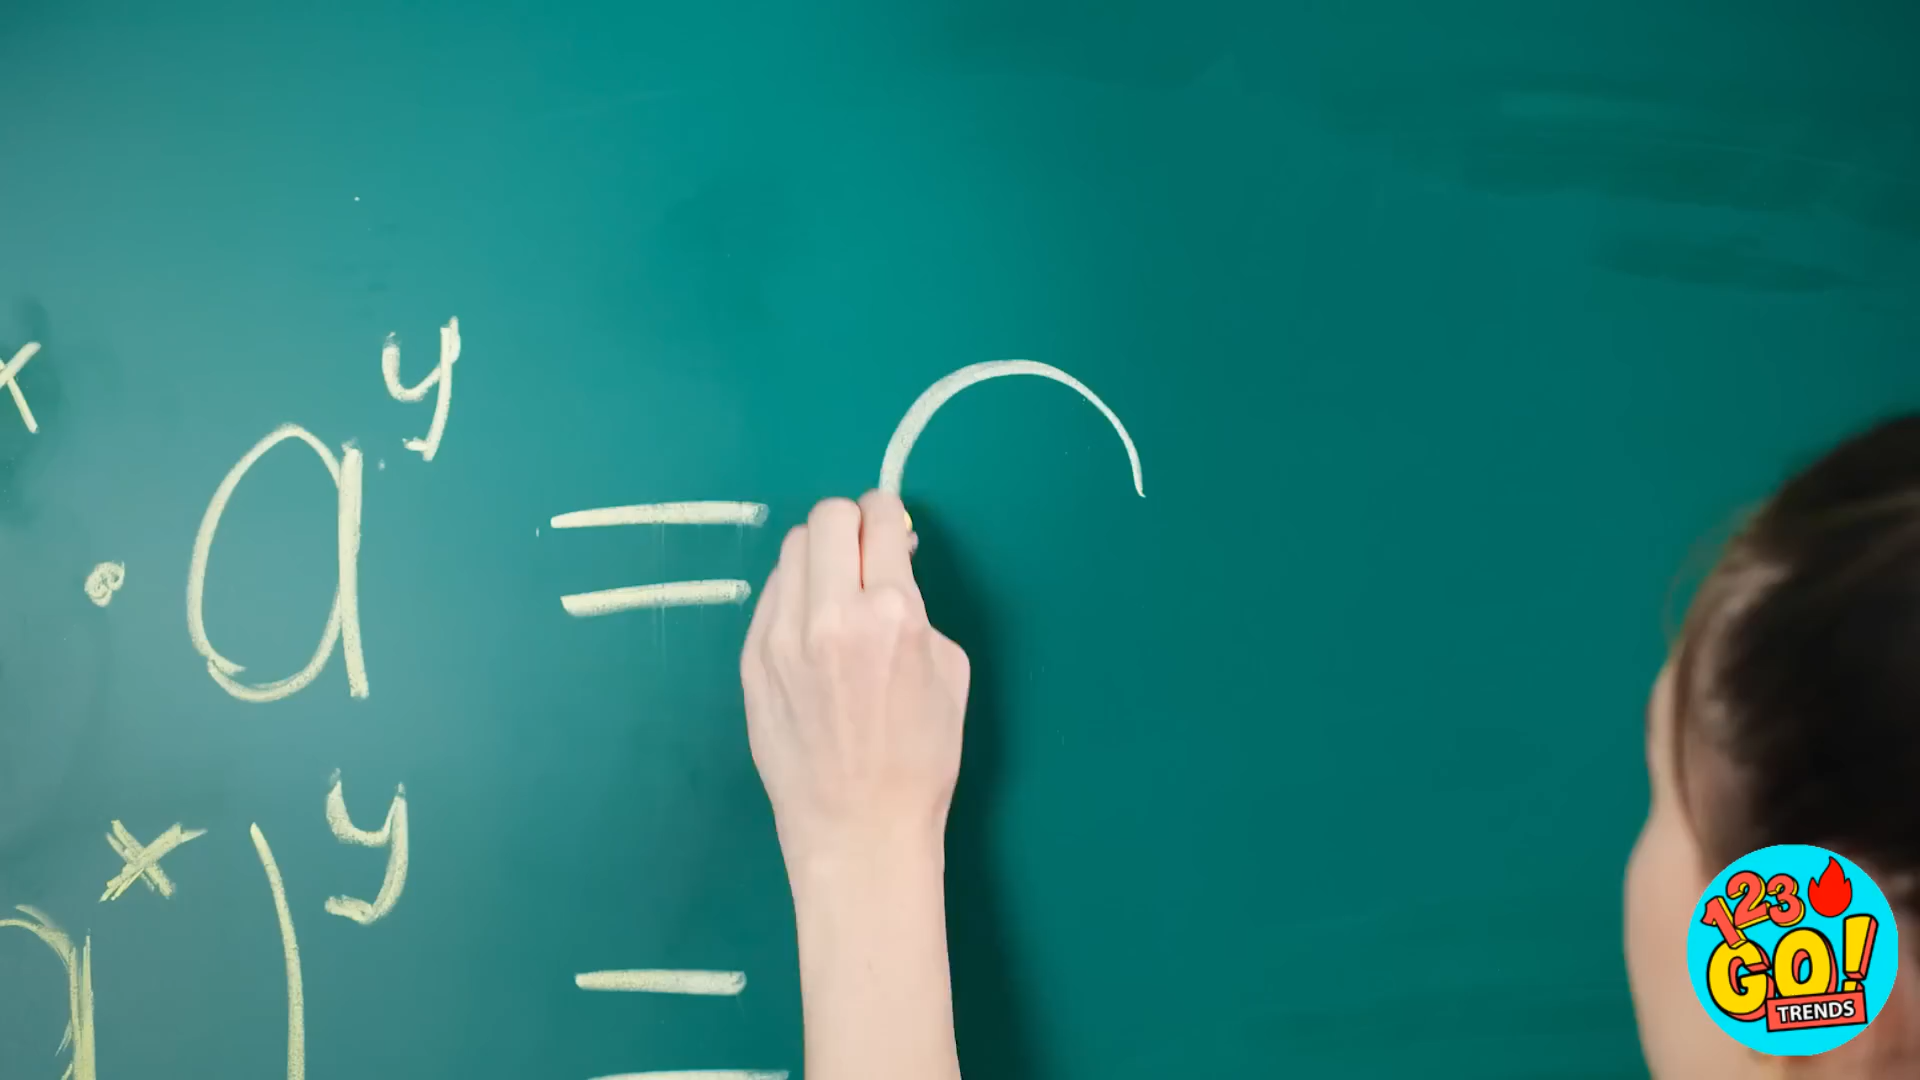 x · a y =
a x ) y =
123
GO!
TRENDS